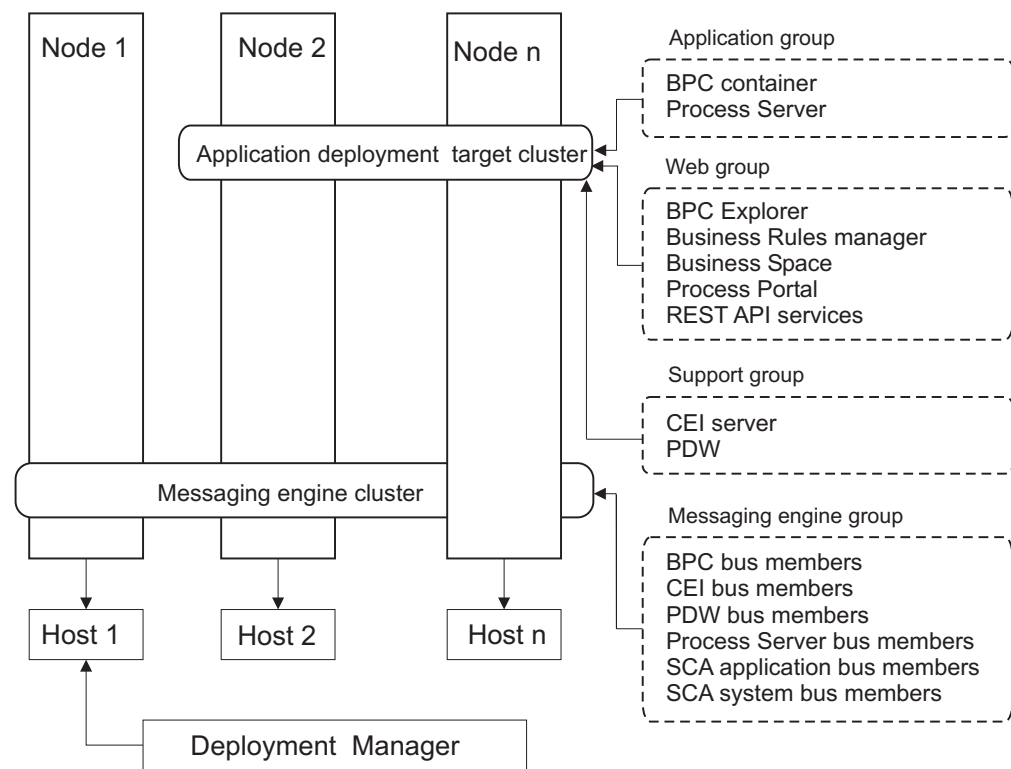 Node 1
Node 2
Node n
Application deployment target cluster
Messaging engine cluster
Host 1
Host 2
Host n
Deployment Manager
Application group
BPC container
Process Server
Web group
BPC Explorer
Business Rules manager
Business Space
Process Portal
REST API services
Support group
CEI server
PDW
Messaging engine group
BPC bus members
CEI bus members
PDW bus members
Process Server bus members
SCA application bus members
SCA system bus members